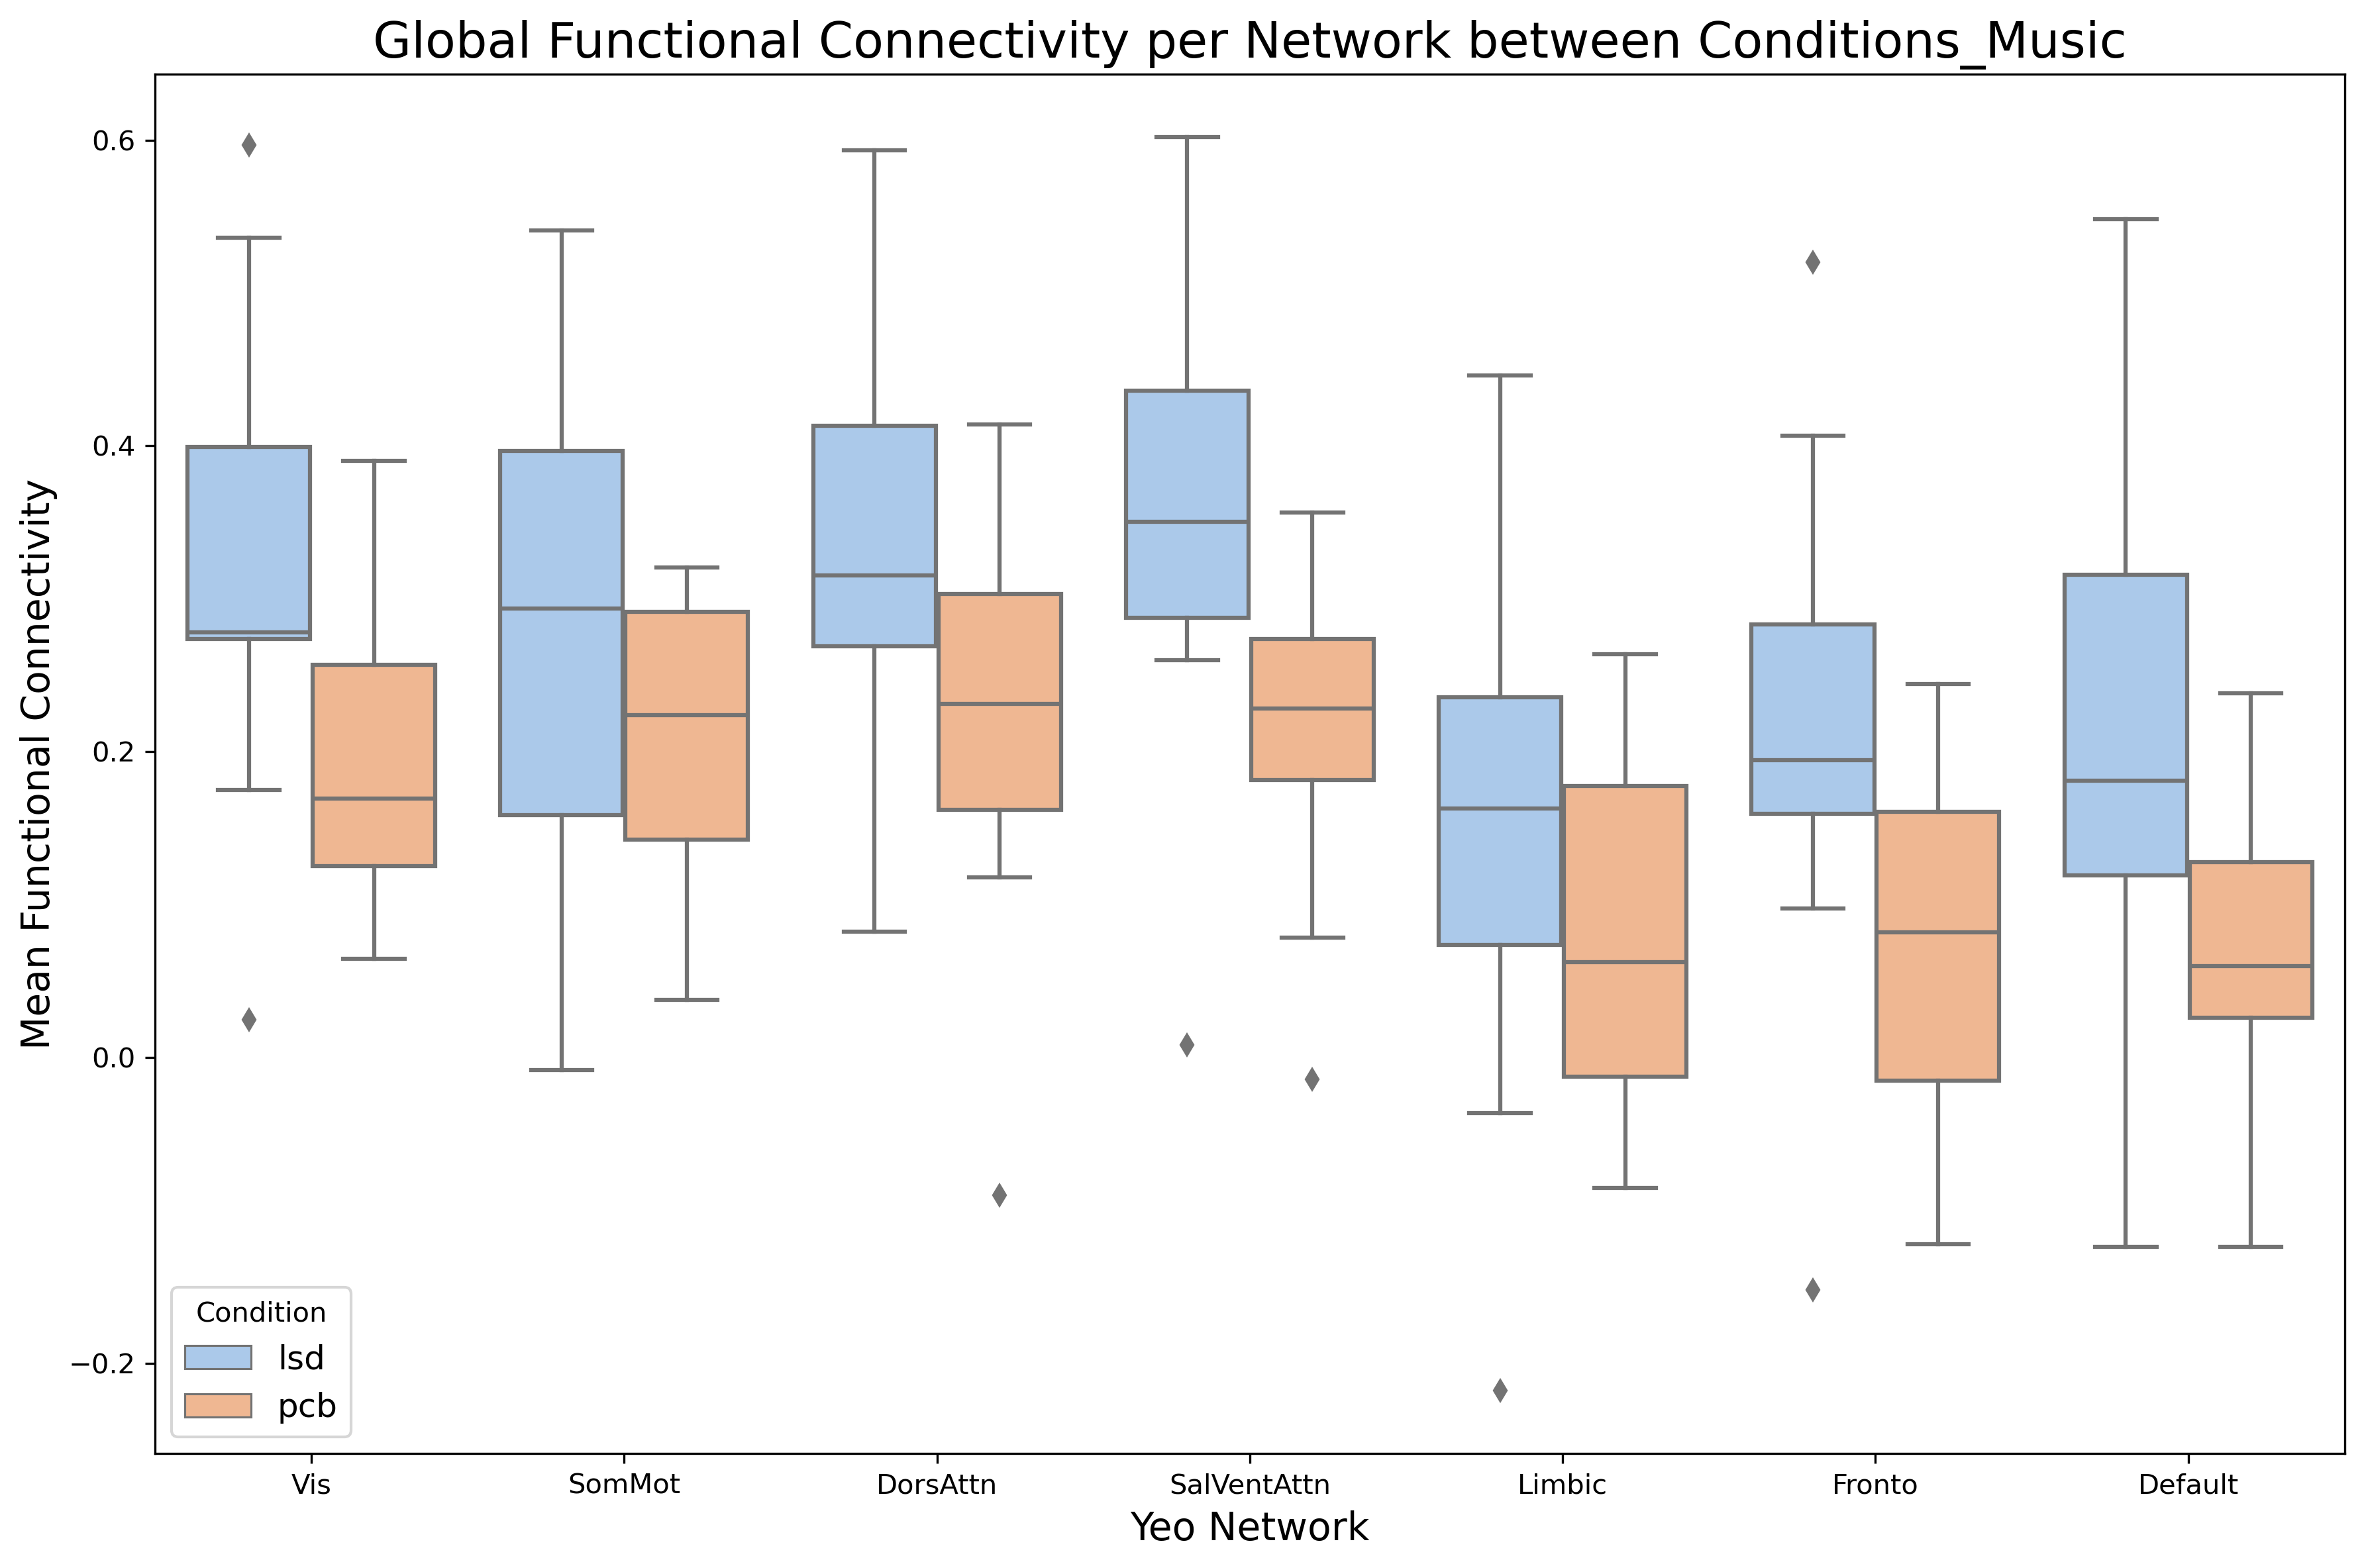 Global Functional Connectivity per Network between Conditions_Music
Mean Functional Connectivity
0.6
0.4
0.2
0.0
−0.2
Condition
lsd
pcb
Vis
SomMot
DorsAttn
SalVentAttn
Limbic
Fronto
Default
Yeo Network